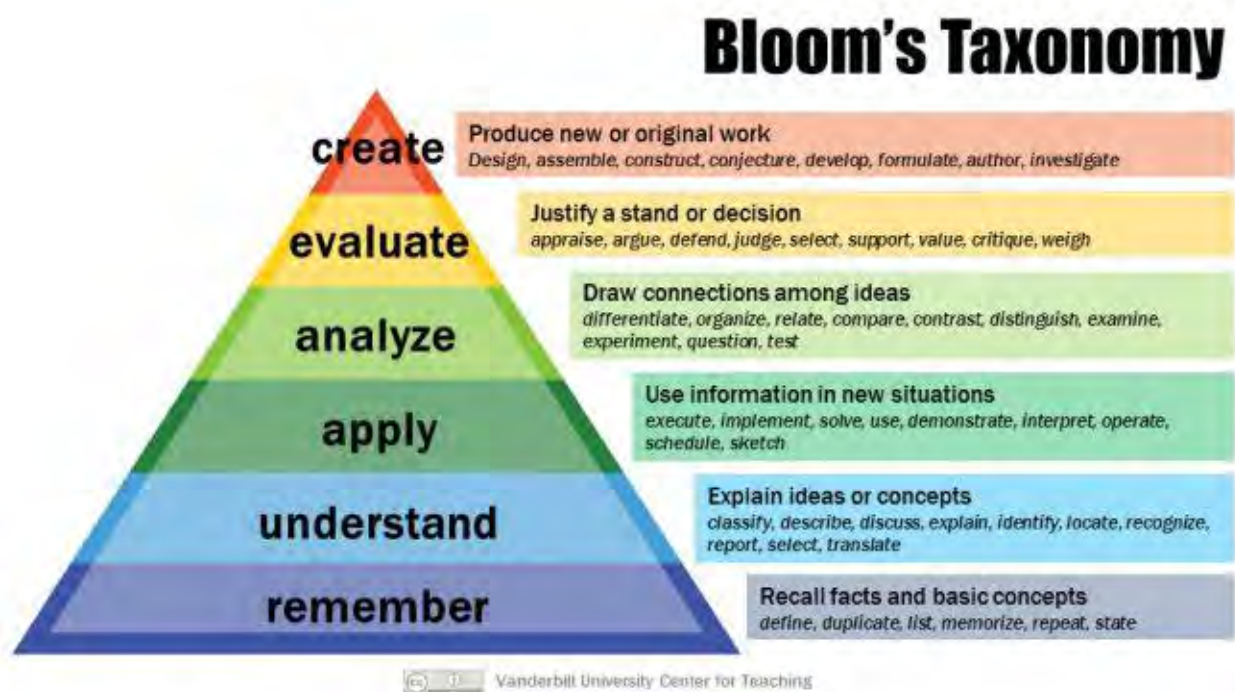 Bloom's Taxonomy
create
Produce new or original work
Design, assemble, construct, conjecture, develop, formulate, author, investigate
evaluate
Justify a stand or decision
appraise, argue, defend, judge, select, support, value, critique, weigh
analyze
Draw connections among ideas
differentiate, organize, relate, compare, contrast, distinguish, examine,
experiment, question, test
apply
Use information in new situations
execute, implement, solve, use, demonstrate, interpret, operate,
schedule, sketch
understand
Explain ideas or concepts
classify, describe, discuss, explain, identify, locate, recognize,
report, select, translate
remember
Recall facts and basic concepts
define, duplicate, list, memorize, repeat, state
cc Vanderbilt University Center for Teaching